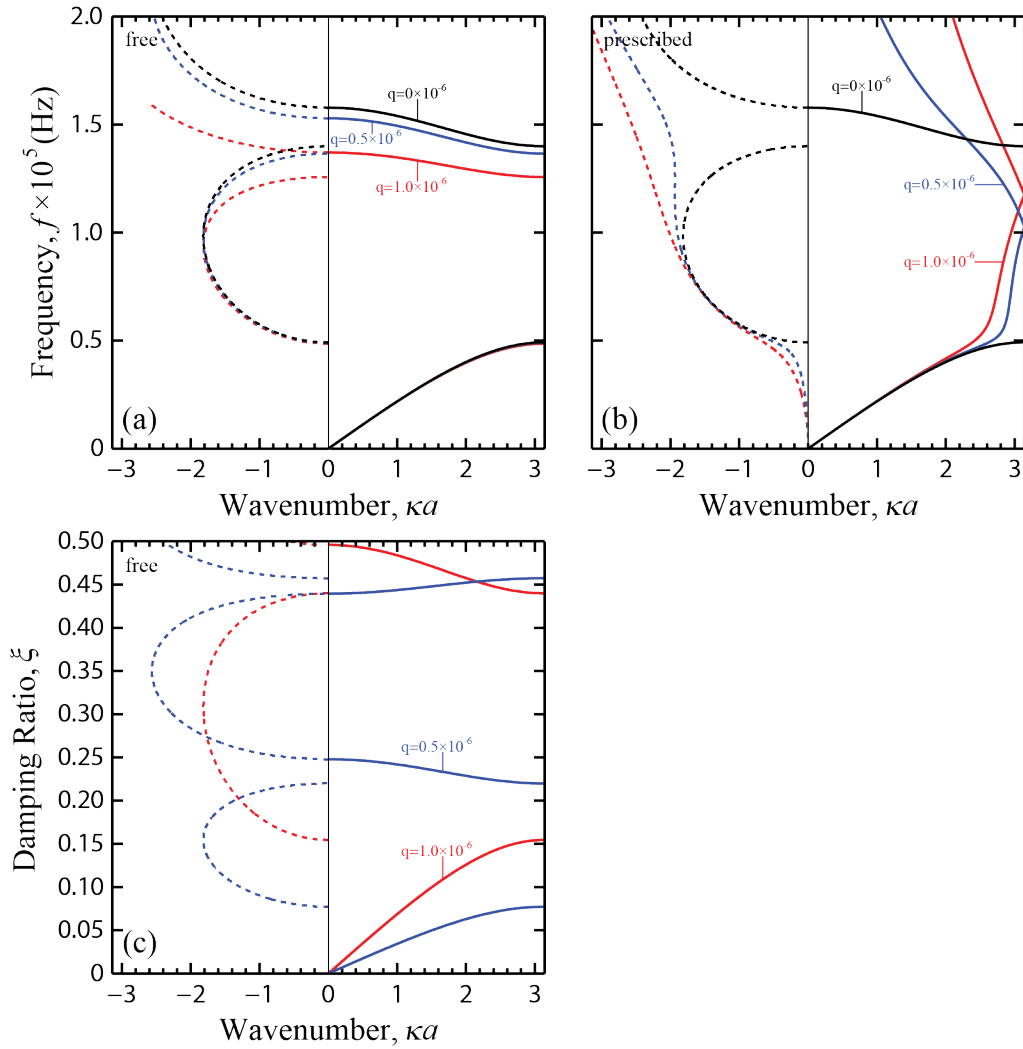 free
q=0×10⁻⁶
q=0.5×10⁻⁶
q=1.0×10⁻⁶
(a)
2.0
1.5
1.0
0.5
0
Frequency, f×10⁵ (Hz)
−3 −2 −1 0 1 2 3
Wavenumber, κa
prescribed
q=0×10⁻⁶
q=0.5×10⁻⁶
q=1.0×10⁻⁶
(b)
−3 −2 −1 0 1 2 3
Wavenumber, κa
free
q=0.5×10⁻⁶
q=1.0×10⁻⁶
(c)
0.50
0.45
0.40
0.35
0.30
0.25
0.20
0.15
0.10
0.05
0
Damping Ratio, ξ
−3 −2 −1 0 1 2 3
Wavenumber, κa